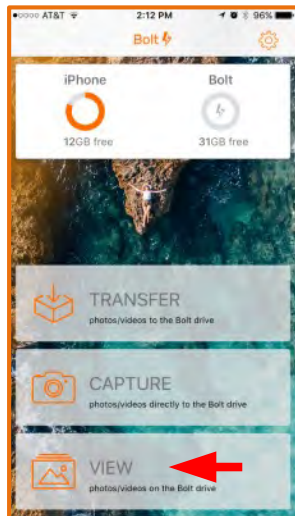 AT&T 2:12 PM 96%
Bolt
iPhone Bolt
12GB free 31GB free
TRANSFER
photos/videos to the Bolt drive
CAPTURE
photos/videos directly to the Bolt drive
VIEW
photos/videos on the Bolt drive